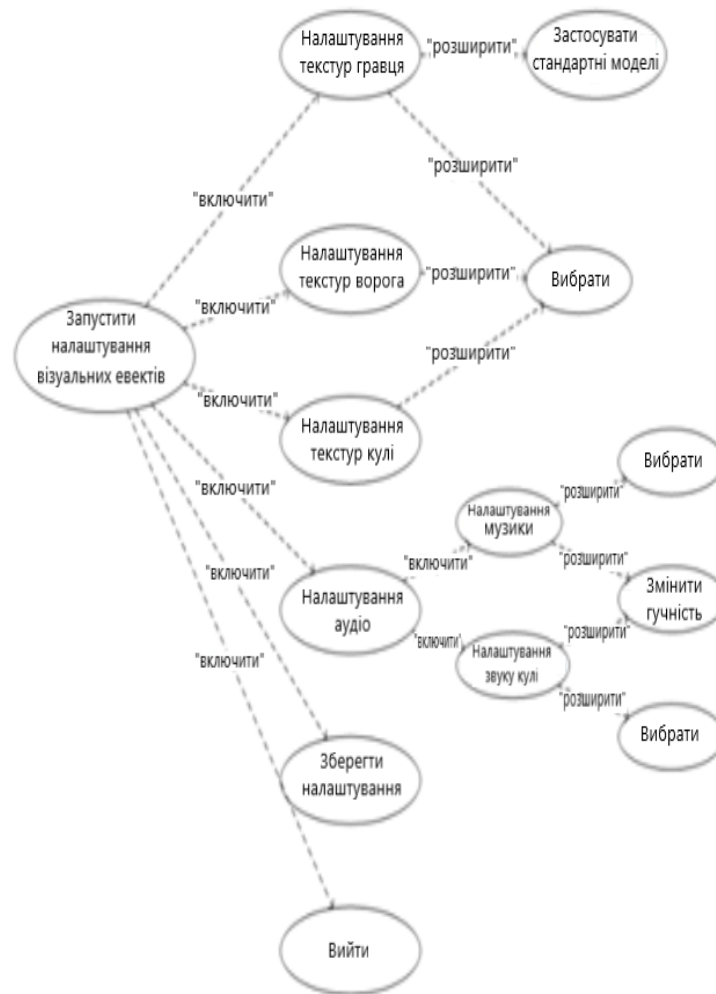 Налаштування
текстур гравця
"розширити"
Застосувати
стандартні моделі
"розширити"
"включити"
Налаштування
текстур ворога
"розширити"
Вибрати
"включити"
Запустити
налаштування
візуальних евектів
"розширити"
"включити"
Налаштування
текстур кулі
Вибрати
"розширити"
"включити"
Налаштування
музики
"розширити"
"включити"
"включити"
Налаштування
аудіо
Змінити
гучність
"включити"
"розширити"
Налаштування
звуку кулі
"включити"
"розширити"
Вибрати
Зберегти
налаштування
Вийти